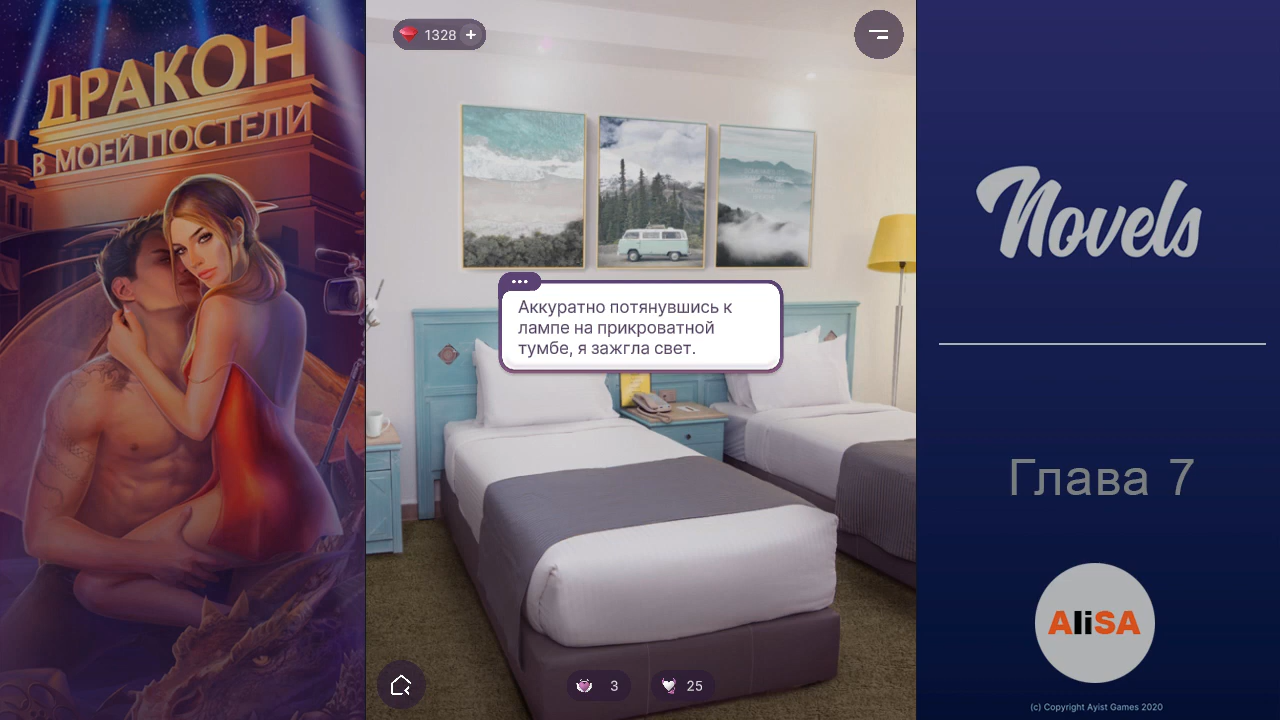 ДРАКОН
В МОЕЙ ПОСТЕЛИ
1328 +
Аккуратно потянувшись к
лампе на прикроватной
тумбе, я зажгла свет.
3
25
Novels
Глава 7
AliSA
(c) Copyright Ayist Games 2020